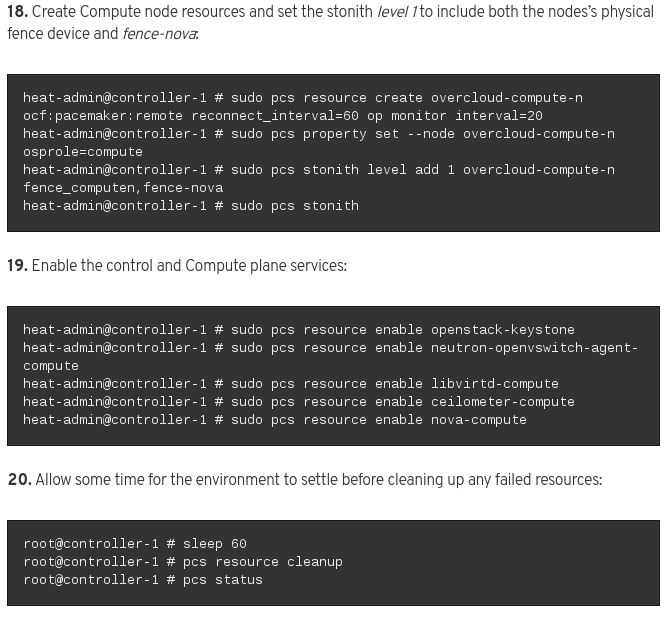 18. Create Compute node resources and set the stonith level 1 to include both the nodes's physical
fence device and fence-nova:
heat-admin@controller-1 # sudo pcs resource create overcloud-compute-n
ocf:pacemaker:remote reconnect_interval=60 op monitor interval=20
heat-admin@controller-1 # sudo pcs property set --node overcloud-compute-n
osprole=compute
heat-admin@controller-1 # sudo pcs stonith level add 1 overcloud-compute-n
fence_computen,fence-nova
heat-admin@controller-1 # sudo pcs stonith
19. Enable the control and Compute plane services:
heat-admin@controller-1 # sudo pcs resource enable openstack-keystone
heat-admin@controller-1 # sudo pcs resource enable neutron-openvswitch-agent-
compute
heat-admin@controller-1 # sudo pcs resource enable libvirtd-compute
heat-admin@controller-1 # sudo pcs resource enable ceilometer-compute
heat-admin@controller-1 # sudo pcs resource enable nova-compute
20. Allow some time for the environment to settle before cleaning up any failed resources:
root@controller-1 # sleep 60
root@controller-1 # pcs resource cleanup
root@controller-1 # pcs status